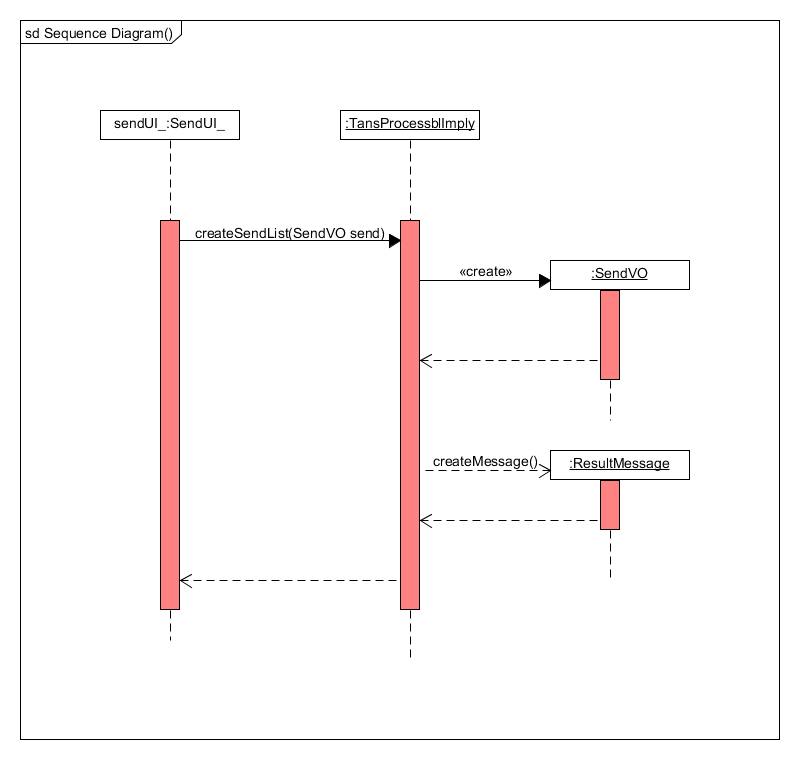 sd Sequence Diagram()
sendUI_:SendUI_
:TansProcessblImply
createSendList(SendVO send)
«create»
:SendVO
createMessage()
:ResultMessage